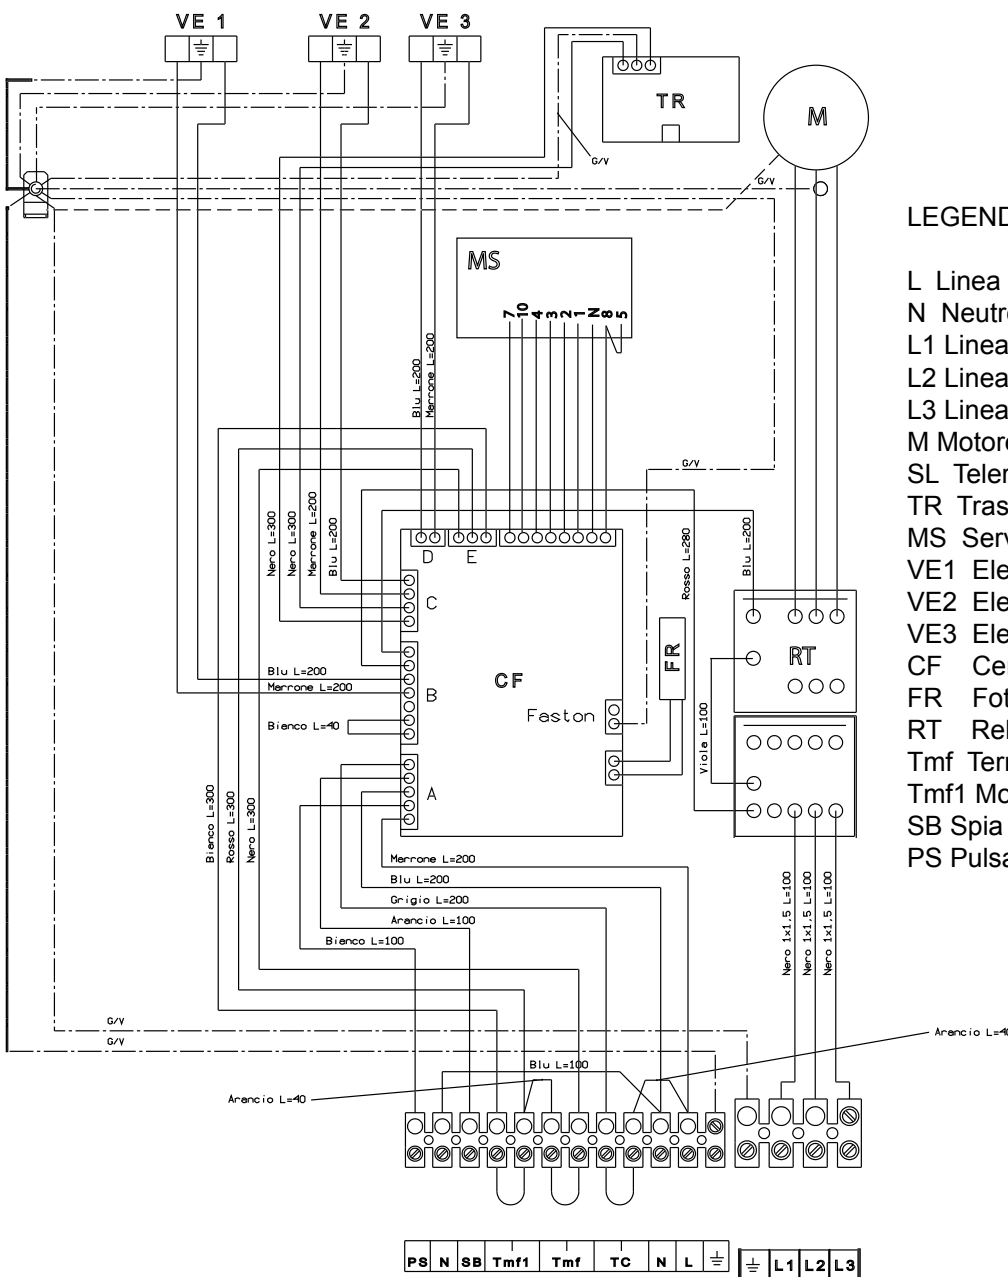 VE 1
VE 2
VE 3
TR
M
G/V
G/V
MS
7
10
4
3
2
1
N
8
5
Blu L=200
Marrone L=200
G/V
Nero L=300
Nero L=300
Marrone L=200
Blu L=200
D
E
Rosso L=280
Blu L=200
C
FR
RT
Blu L=200
Marrone L=200
B
CF
Faston
Bianco L=40
Viola L=100
A
Bianco L=300
Rosso L=300
Nero L=300
Marrone L=200
Blu L=200
Grigio L=200
Arancio L=100
Bianco L=100
Nero 1x1,5 L=100
Nero 1x1,5 L=100
Nero 1x1,5 L=100
G/V
G/V
Blu L=100
Arancio L=40
Arancio L=40
PS N SB Tmf1 Tmf TC N L
L1 L2 L3
LEGEND
L Linea
N Neutr
L1 Linea
L2 Linea
L3 Linea
M Motor
SL Teler
TR Tras
MS Serv
VE1 Ele
VE2 Ele
VE3 Ele
CF Ce
FR Fot
RT Rel
Tmf Ter
Tmf1 Mo
SB Spia
PS Pulsa